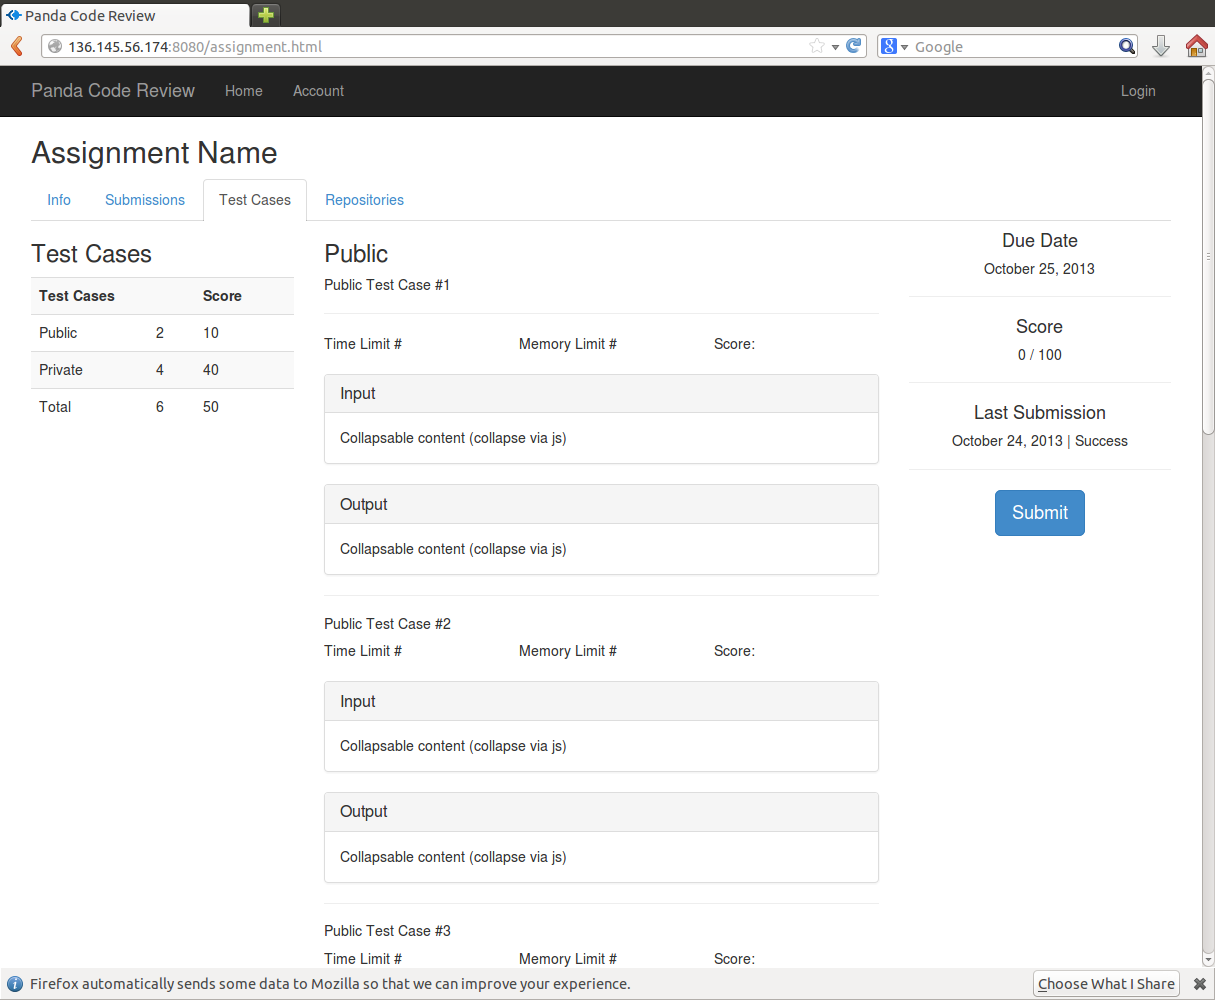 Panda Code Review
136.145.56.174:8080/assignment.html
Google
Panda Code Review Home Account Login
Assignment Name
Info Submissions Test Cases Repositories
Test Cases
Test Cases Score
Public 2 10
Private 4 40
Total 6 50
Public
Public Test Case #1
Time Limit # Memory Limit # Score:
Input
Collapsable content (collapse via js)
Output
Collapsable content (collapse via js)
Public Test Case #2
Time Limit # Memory Limit # Score:
Input
Collapsable content (collapse via js)
Output
Collapsable content (collapse via js)
Public Test Case #3
Time Limit # Memory Limit # Score:
Due Date
October 25, 2013
Score
0 / 100
Last Submission
October 24, 2013 | Success
Submit
Firefox automatically sends some data to Mozilla so that we can improve your experience.
Choose What I Share